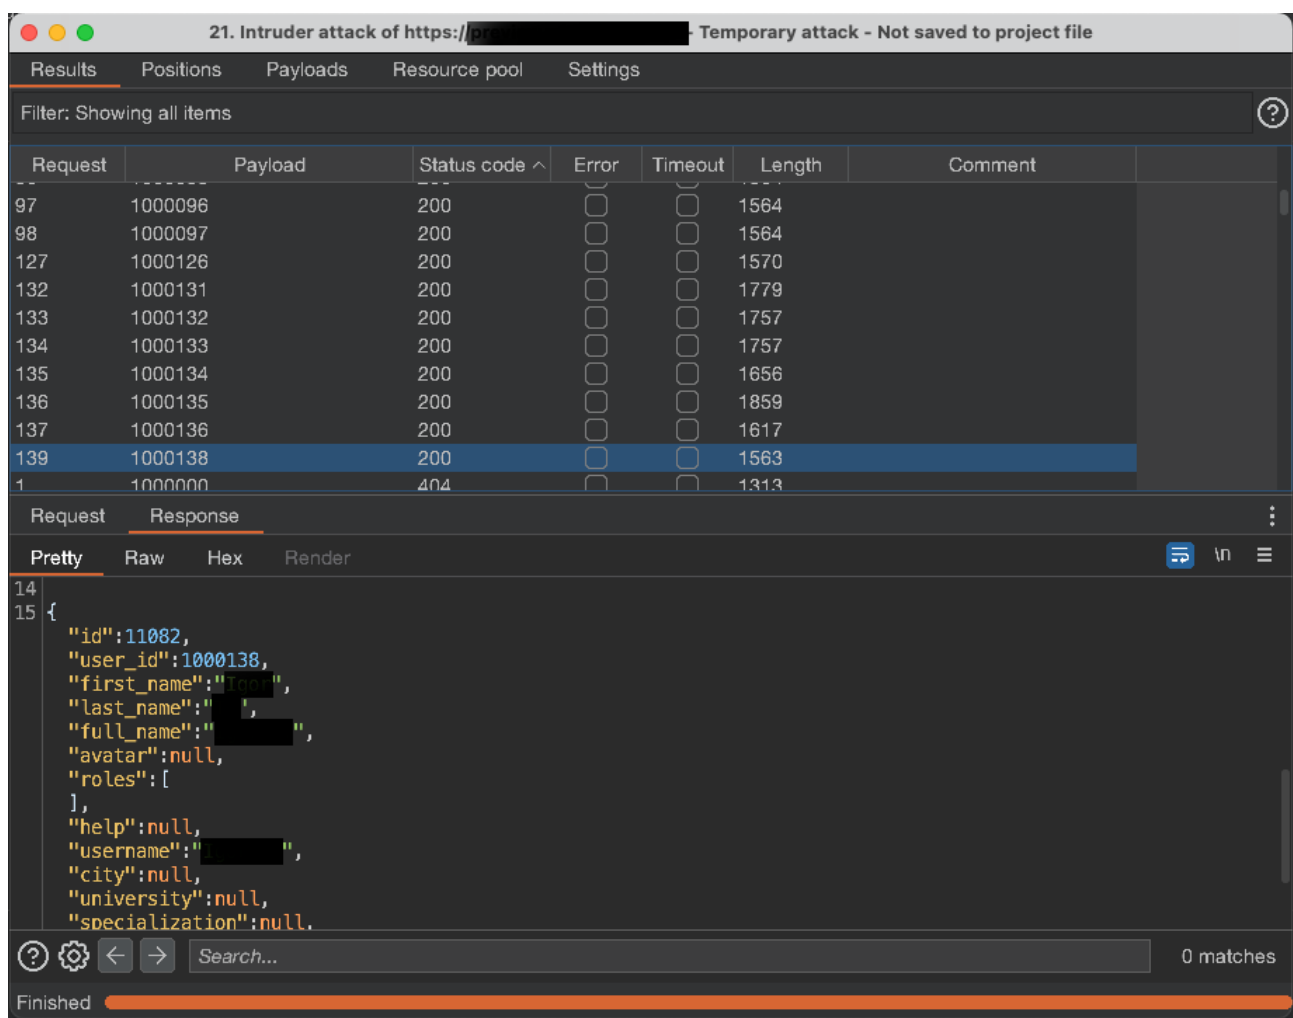 21. Intruder attack of https:// - Temporary attack - Not saved to project file
Results Positions Payloads Resource pool Settings
Filter: Showing all items
Request Payload Status code Error Timeout Length Comment
97 1000096 200 1564
98 1000097 200 1564
127 1000126 200 1570
132 1000131 200 1779
133 1000132 200 1757
134 1000133 200 1757
135 1000134 200 1656
136 1000135 200 1859
137 1000136 200 1617
139 1000138 200 1563
1 1000000 404 1313
Request Response
Pretty Raw Hex Render \n
14
15 {
"id":11082,
"user_id":1000138,
"first_name":"",
"last_name":"",
"full_name":"",
"avatar":null,
"roles":[
],
"help":null,
"username":"",
"city":null,
"university":null,
"specialization":null,
Search... 0 matches
Finished